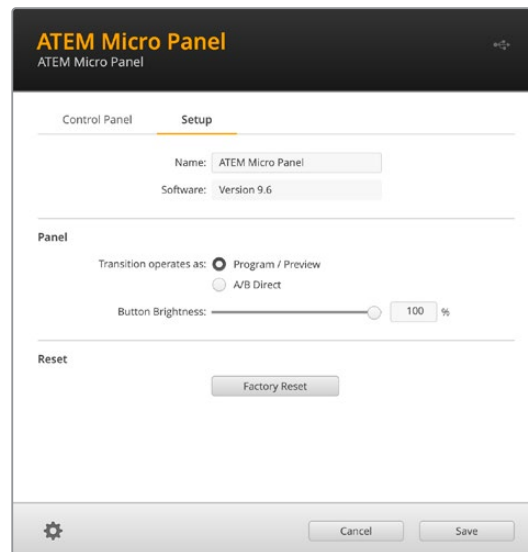 ATEM Micro Panel
ATEM Micro Panel
Control Panel Setup
Name: ATEM Micro Panel
Software: Version 9.6
Panel
Transition operates as: Program / Preview
A/B Direct
Button Brightness: 100 %
Reset
Factory Reset
Cancel Save